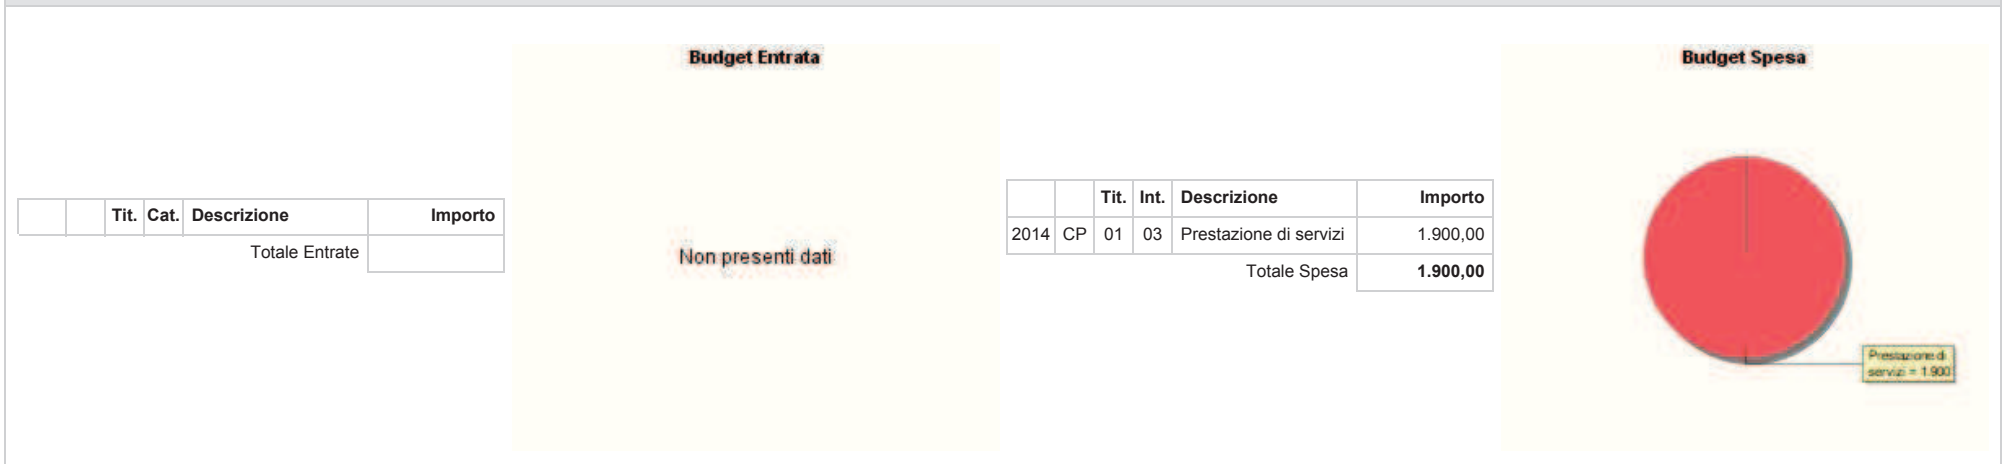 Budget Entrata
Budget Spesa
Tit. Cat. Descrizione Importo
Totale Entrate
Non presenti dati
Tit. Int. Descrizione Importo
2014 CP 01 03 Prestazione di servizi 1.900,00
Totale Spesa 1.900,00
Prestazione di
servizi = 1.900